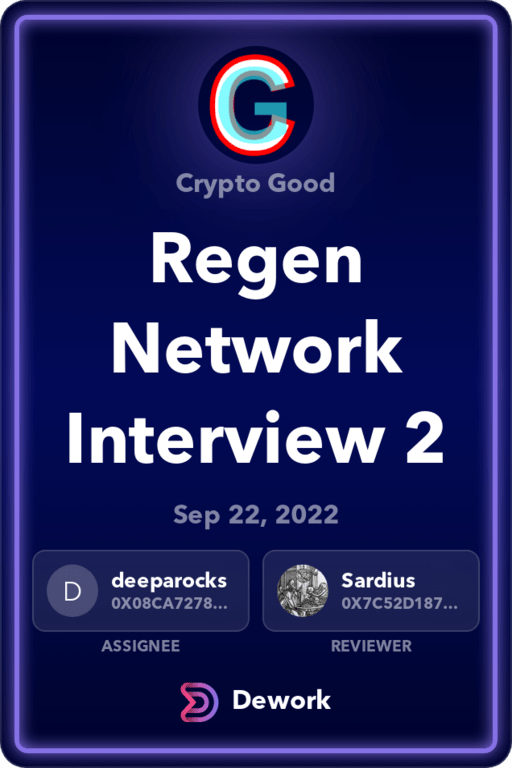 Crypto Good
Regen
Network
Interview 2
Sep 22, 2022
D
deeparocks
0X08CA7278...
Sardius
0X7C52D187...
ASSIGNEE
REVIEWER
Dework